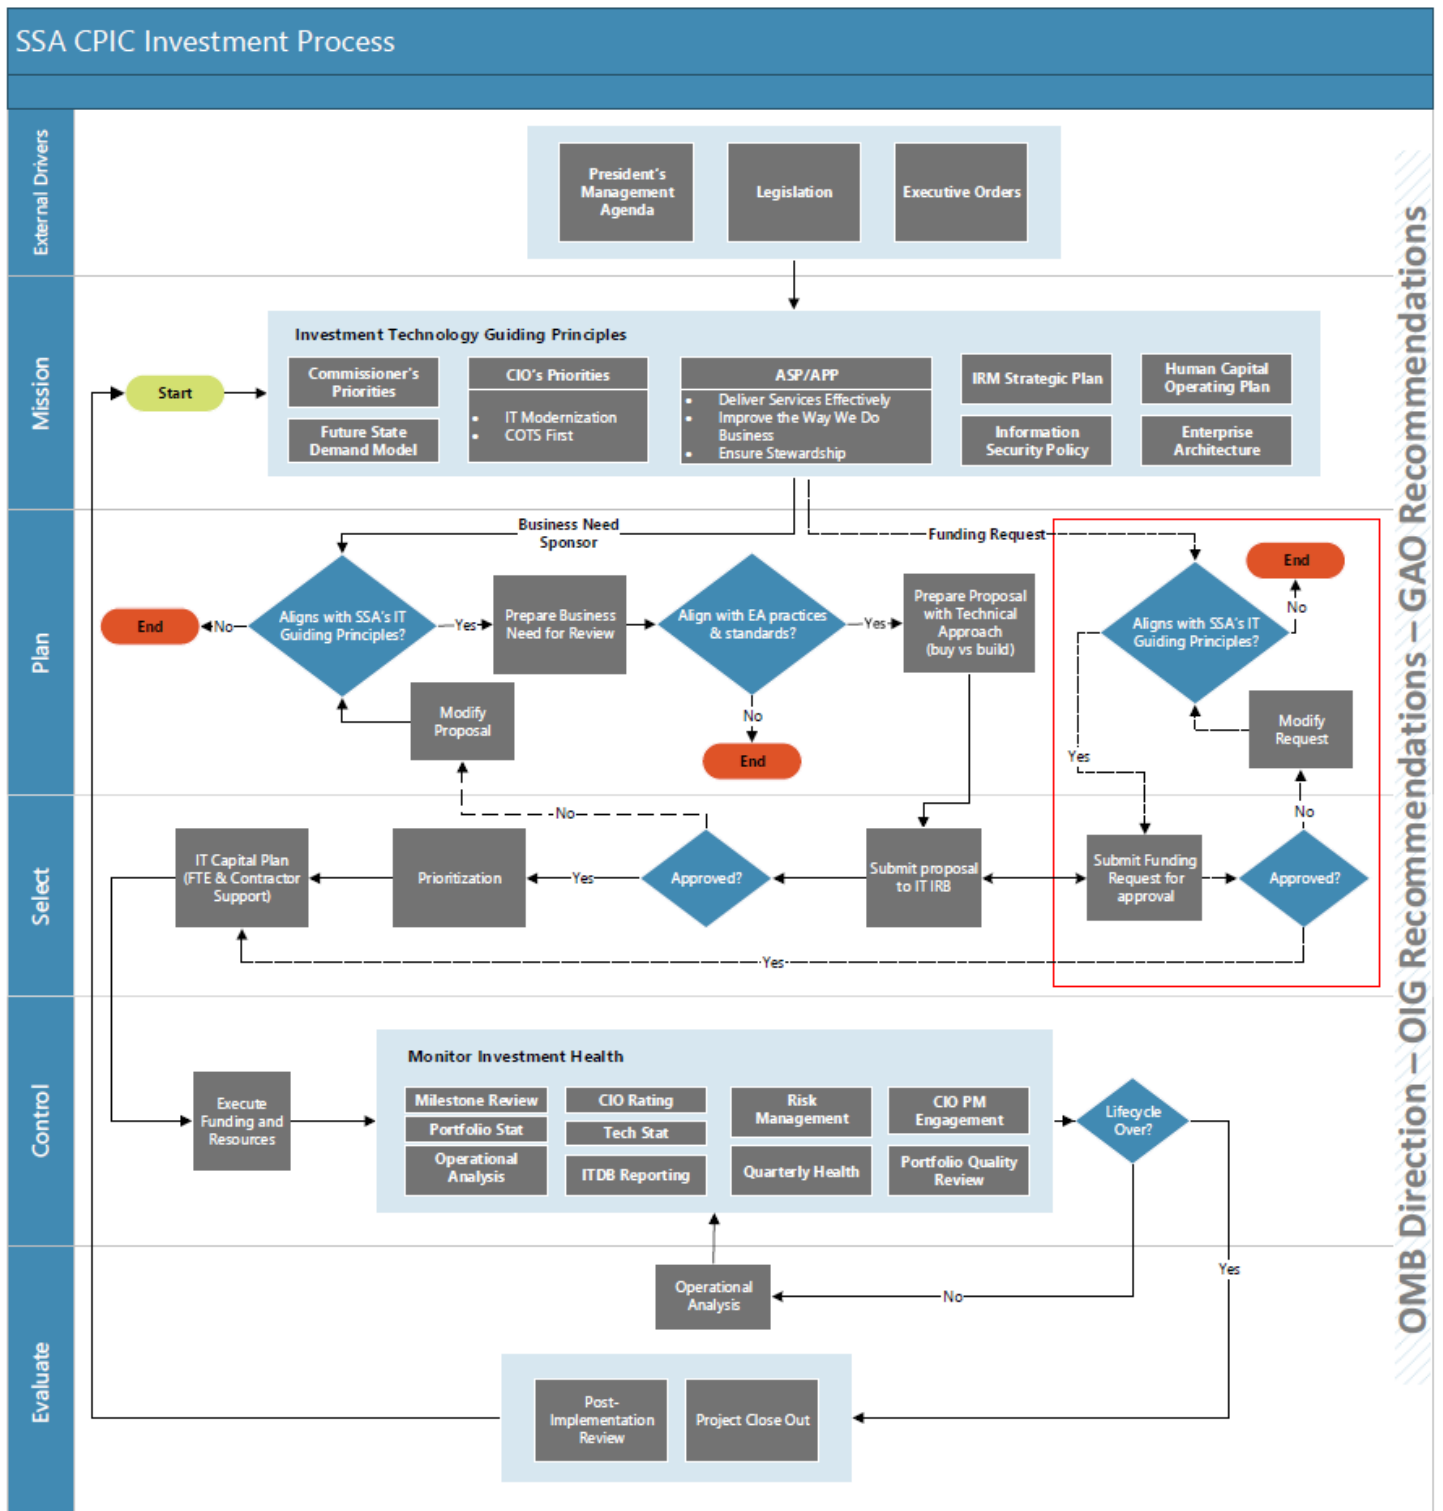 SSA CPIC Investment Process
External Drivers
President's
Management
Agenda
Legislation
Executive Orders
Mission
Start
Investment Technology Guiding Principles
Commissioner's
Priorities
Future State
Demand Model
CIO's Priorities
• IT Modernization
• COTS First
ASP/APP
• Deliver Services Effectively
• Improve the Way We Do
Business
• Ensure Stewardship
IRM Strategic Plan
Information
Security Policy
Human Capital
Operating Plan
Enterprise
Architecture
Plan
Business Need
Sponsor
Funding Request
End
No
Aligns with SSA's IT
Guiding Principles?
Yes
Prepare Business
Need for Review
Align with EA practices
& standards?
Yes
Prepare Proposal
with Technical
Approach
(buy vs build)
No
End
Modify
Proposal
Aligns with SSA's IT
Guiding Principles?
End
No
Modify
Request
Yes
No
No
Select
IT Capital Plan
(FTE & Contractor
Support)
Prioritization
Yes
Approved?
Submit proposal
to IT IRB
Submit Funding
Request for
approval
Approved?
Yes
Control
Execute
Funding and
Resources
Monitor Investment Health
Milestone Review
Portfolio Stat
Operational
Analysis
CIO Rating
Tech Stat
ITDB Reporting
Risk
Management
Quarterly Health
CIO PM
Engagement
Portfolio Quality
Review
Lifecycle
Over?
Evaluate
Operational
Analysis
No
Yes
Post-
Implementation
Review
Project Close Out
OMB Direction – OIG Recommendations – GAO Recommendations